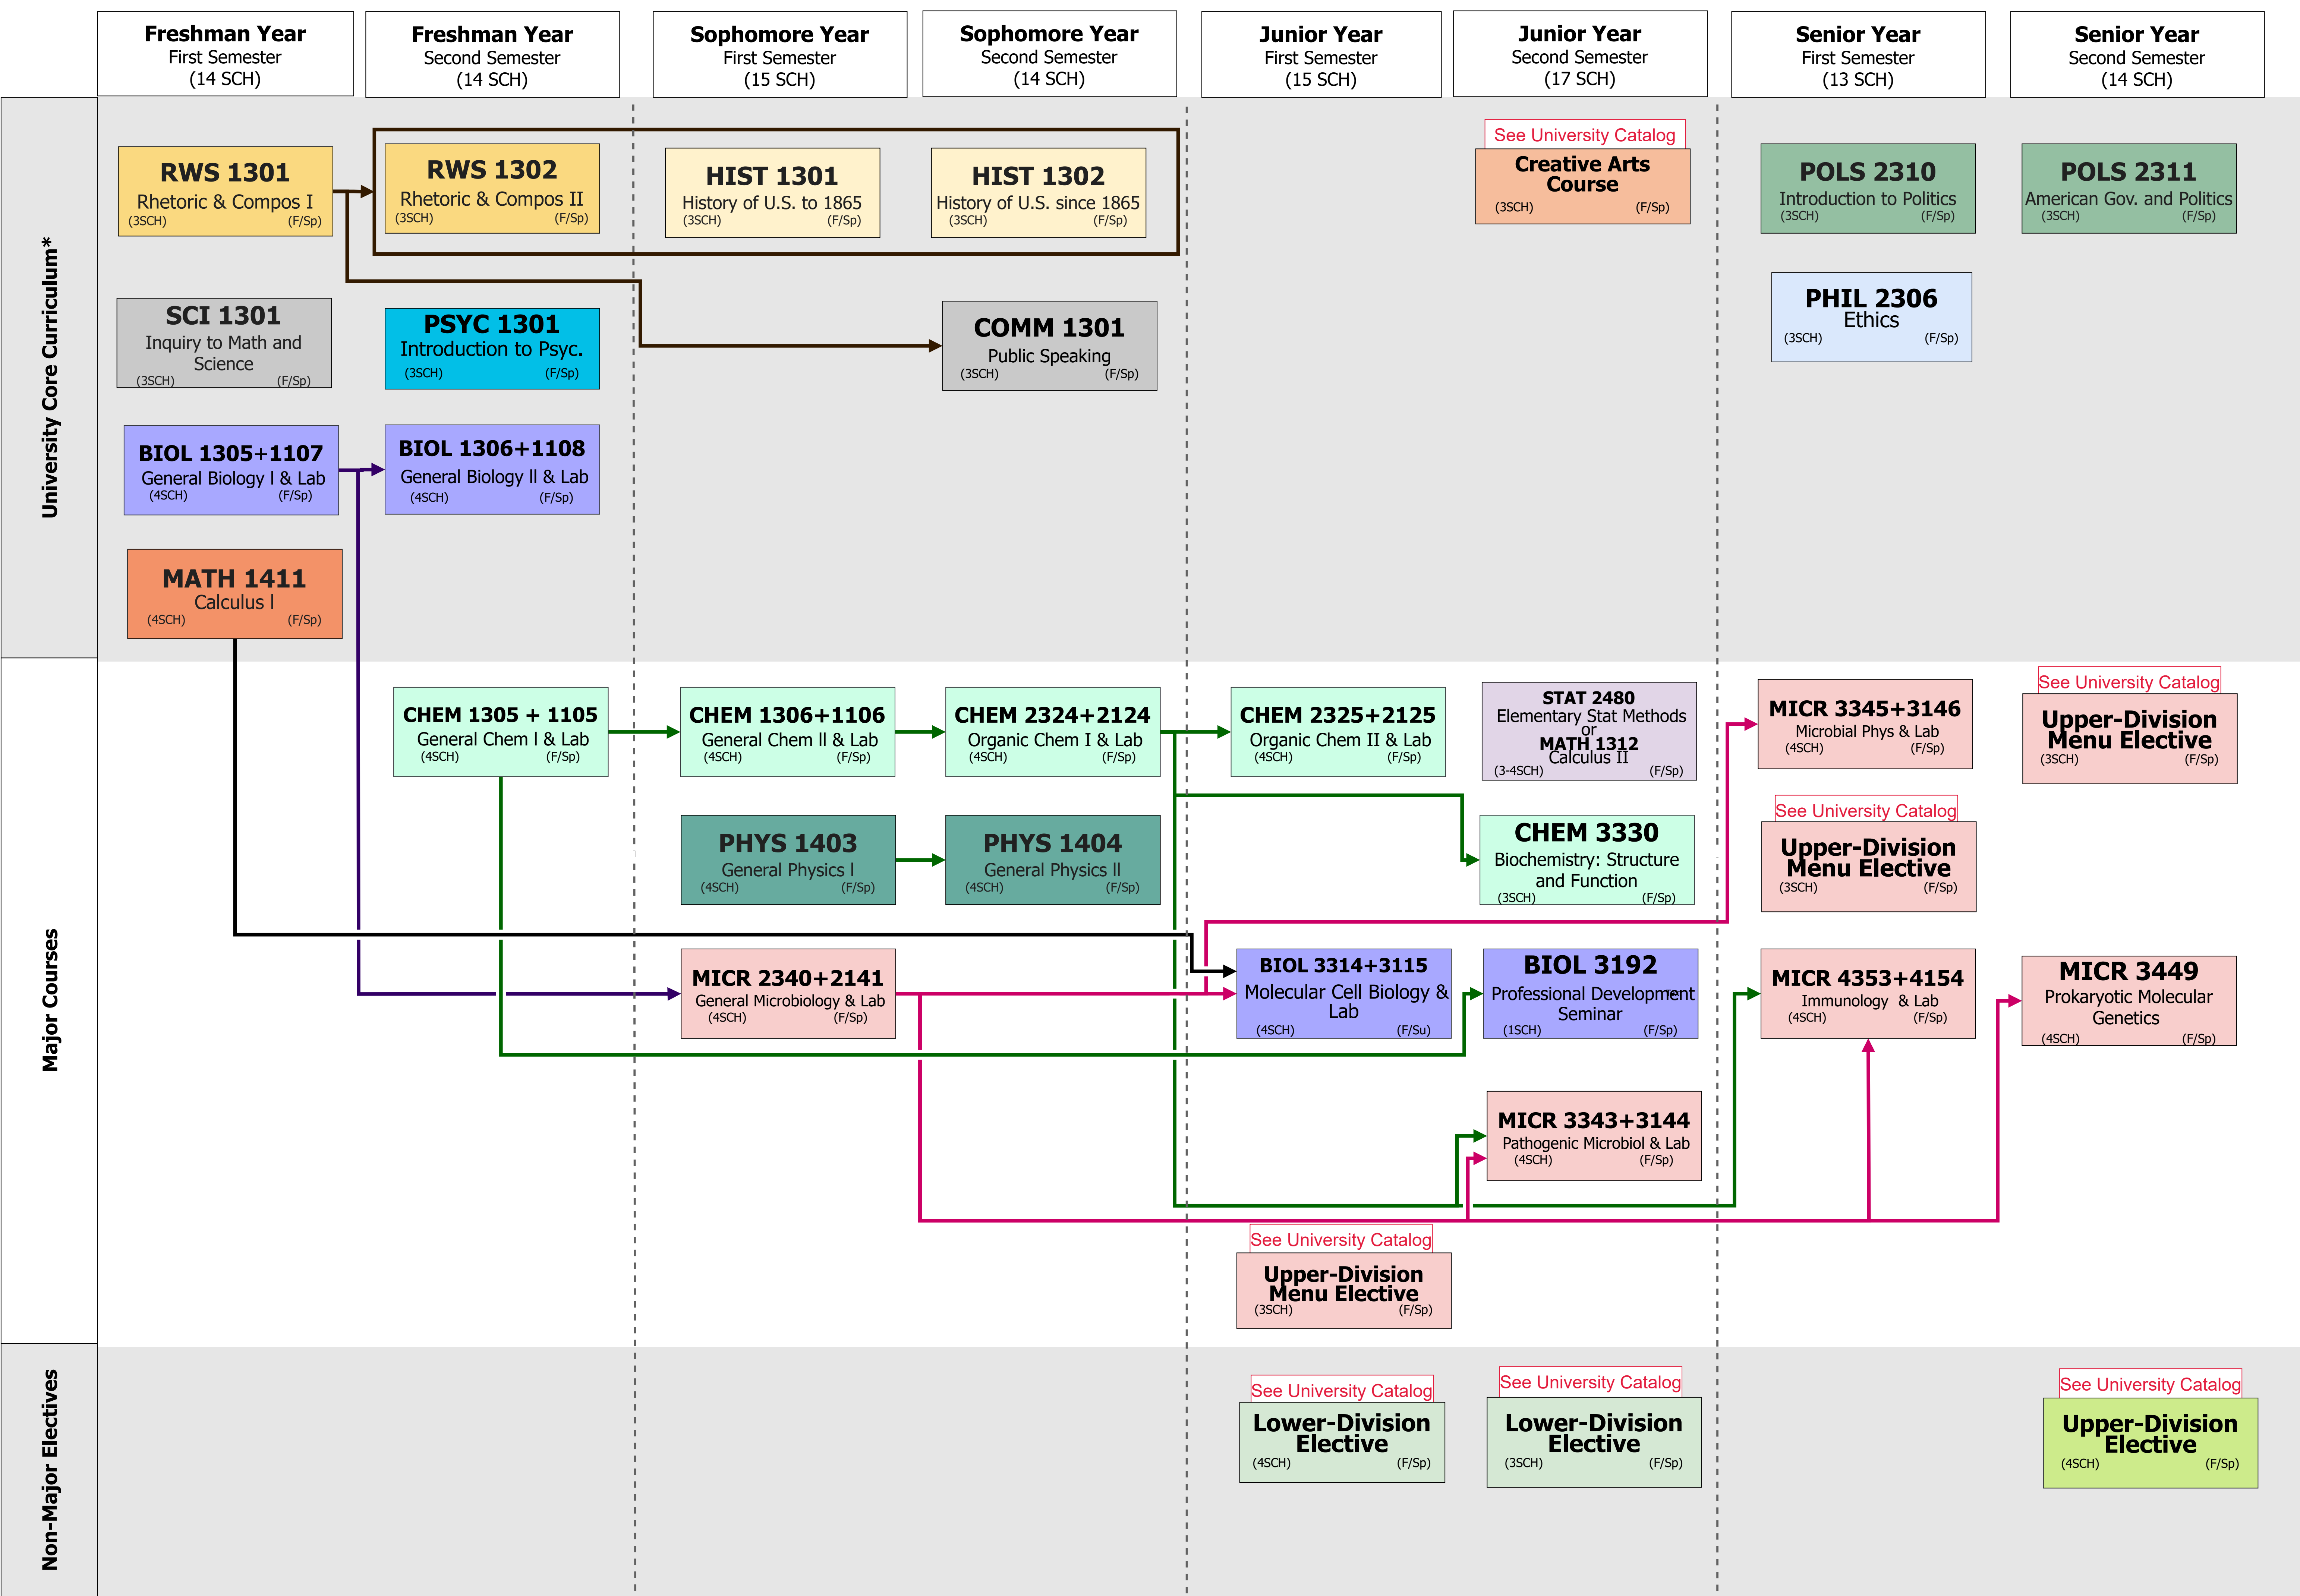 Freshman Year
First Semester
(14 SCH)
Freshman Year
Second Semester
(14 SCH)
Sophomore Year
First Semester
(15 SCH)
Sophomore Year
Second Semester
(14 SCH)
Junior Year
First Semester
(15 SCH)
Junior Year
Second Semester
(17 SCH)
Senior Year
First Semester
(13 SCH)
Senior Year
Second Semester
(14 SCH)
University Core Curriculum*
RWS 1301
Rhetoric & Compos I
(3SCH) (F/Sp)
RWS 1302
Rhetoric & Compos II
(3SCH) (F/Sp)
HIST 1301
History of U.S. to 1865
(3SCH) (F/Sp)
HIST 1302
History of U.S. since 1865
(3SCH) (F/Sp)
See University Catalog
Creative Arts
Course
(3SCH) (F/Sp)
POLS 2310
Introduction to Politics
(3SCH) (F/Sp)
POLS 2311
American Gov. and Politics
(3SCH) (F/Sp)
SCI 1301
Inquiry to Math and
Science
(3SCH) (F/Sp)
PSYC 1301
Introduction to Psyc.
(3SCH) (F/Sp)
COMM 1301
Public Speaking
(3SCH) (F/Sp)
PHIL 2306
Ethics
(3SCH) (F/Sp)
BIOL 1305+1107
General Biology l & Lab
(4SCH) (F/Sp)
BIOL 1306+1108
General Biology ll & Lab
(4SCH) (F/Sp)
MATH 1411
Calculus l
(4SCH) (F/Sp)
Major Courses
CHEM 1305 + 1105
General Chem l & Lab
(4SCH) (F/Sp)
CHEM 1306+1106
General Chem ll & Lab
(4SCH) (F/Sp)
CHEM 2324+2124
Organic Chem I & Lab
(4SCH) (F/Sp)
CHEM 2325+2125
Organic Chem II & Lab
(4SCH) (F/Sp)
STAT 2480
Elementary Stat Methods
or
MATH 1312
Calculus II
(3-4SCH) (F/Sp)
MICR 3345+3146
Microbial Phys & Lab
(4SCH) (F/Sp)
See University Catalog
Upper-Division
Menu Elective
(3SCH) (F/Sp)
PHYS 1403
General Physics l
(4SCH) (F/Sp)
PHYS 1404
General Physics ll
(4SCH) (F/Sp)
CHEM 3330
Biochemistry: Structure
and Function
(3SCH) (F/Sp)
See University Catalog
Upper-Division
Menu Elective
(3SCH) (F/Sp)
MICR 2340+2141
General Microbiology & Lab
(4SCH) (F/Sp)
BIOL 3314+3115
Molecular Cell Biology &
Lab
(4SCH) (F/Su)
BIOL 3192
Professional Development
Seminar
(1SCH) (F/Sp)
MICR 4353+4154
Immunology & Lab
(4SCH) (F/Sp)
MICR 3449
Prokaryotic Molecular
Genetics
(4SCH) (F/Sp)
MICR 3343+3144
Pathogenic Microbiol & Lab
(4SCH) (F/Sp)
See University Catalog
Upper-Division
Menu Elective
(3SCH) (F/Sp)
Non-Major Electives
See University Catalog
Lower-Division
Elective
(4SCH) (F/Sp)
See University Catalog
Lower-Division
Elective
(3SCH) (F/Sp)
See University Catalog
Upper-Division
Elective
(4SCH) (F/Sp)